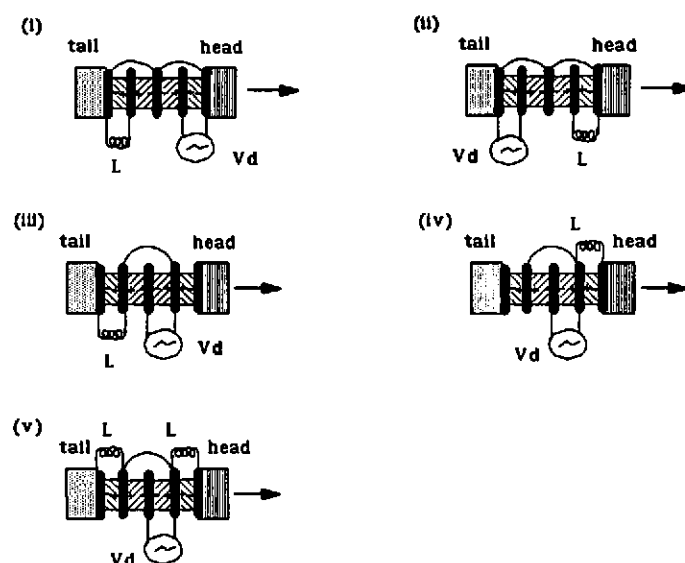 (i)
tail head
L Vd
(ii)
tail head
Vd L
(iii)
tail head
L Vd
(iv)
L
tail head
Vd
(v)
L L
tail head
Vd